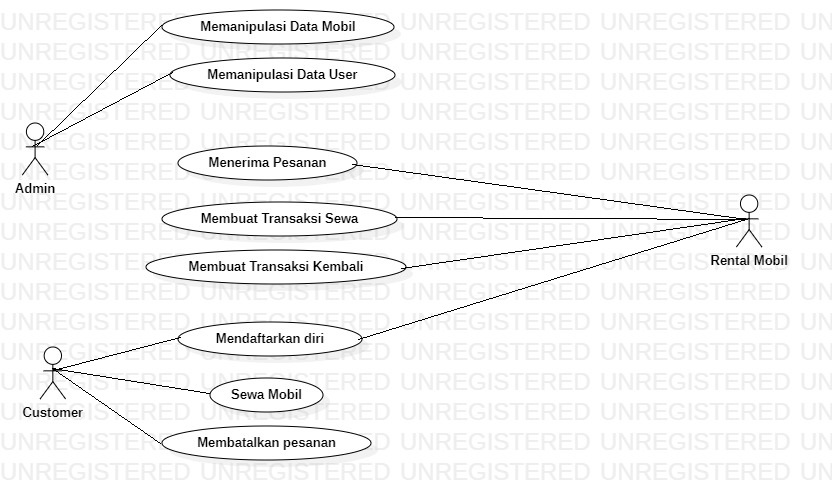 Memanipulasi Data Mobil
Memanipulasi Data User
Admin
Menerima Pesanan
Membuat Transaksi Sewa
Rental Mobil
Membuat Transaksi Kembali
Mendaftarkan diri
Customer
Sewa Mobil
Membatalkan pesanan
UNREGISTERED